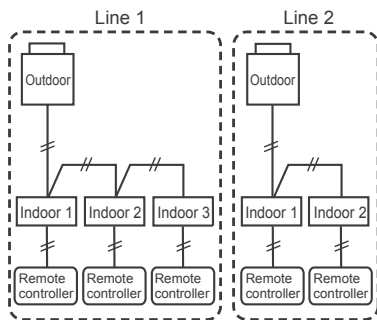 Line 1
Line 2
Outdoor
Outdoor
Indoor 1
Indoor 2
Indoor 3
Indoor 1
Indoor 2
Remote
controller
Remote
controller
Remote
controller
Remote
controller
Remote
controller